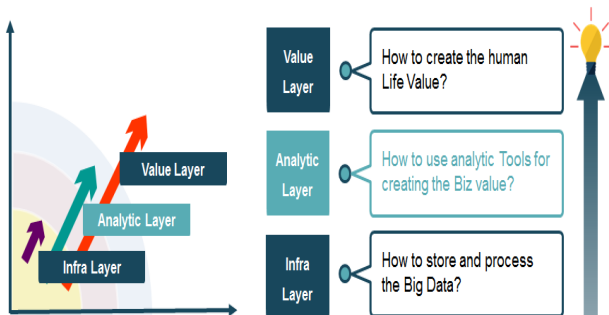 Value Layer
Analytic Layer
Infra Layer
Value
Layer
How to create the human
Life Value?
Analytic
Layer
How to use analytic Tools for
creating the Biz value?
Infra
Layer
How to store and process
the Big Data?